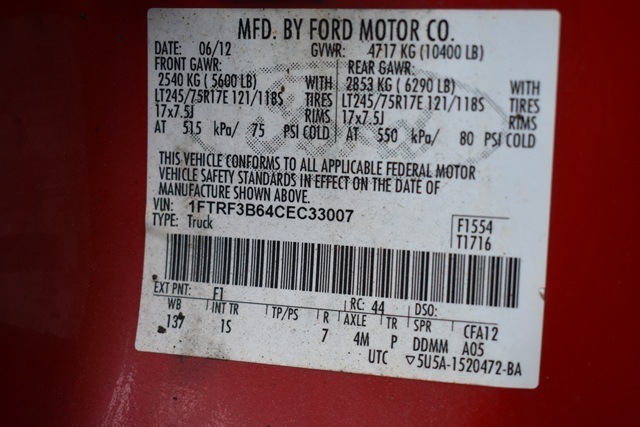 MFD. BY FORD MOTOR CO.
DATE: 06/12 GVWR: 4717 KG (10400 LB)
FRONT GAWR: REAR GAWR:
2540 KG ( 5600 LB) WITH 2853 KG ( 6290 LB) WITH
LT245/75R17E 121/118S TIRES LT245/75R17E 121/118S TIRES
17x7.5J RIMS 17x7.5J RIMS
AT 515 kPa/ 75 PSI COLD AT 550 kPa/ 80 PSI COLD
THIS VEHICLE CONFORMS TO ALL APPLICABLE FEDERAL MOTOR
VEHICLE SAFETY STANDARDS IN EFFECT ON THE DATE OF
MANUFACTURE SHOWN ABOVE.
VIN: 1FTRF3B64CEC33007
TYPE: Truck
F1554
T1716
EXT PNT: F1 RC: 44 DSO:
WB INT TR TP/PS R AXLE TR SPR CFA12
137 1S 7 4M P DDMM A05
UTC ▽5U5A-1520472-BA